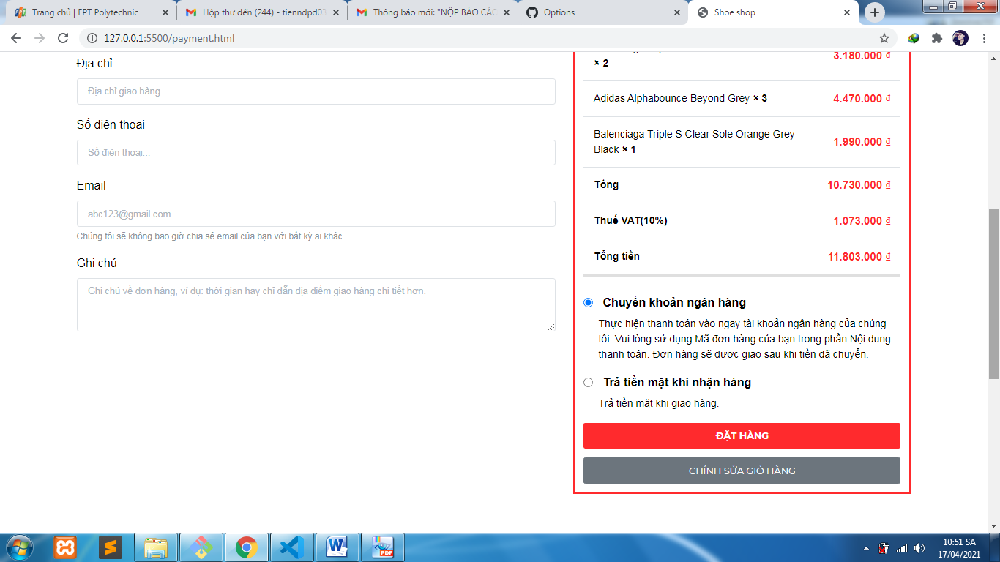 Trang chủ | FPT Polytechnic
Hộp thư đến (244) - tienndpd03
Thông báo mới: "NỘP BÁO CÁO
Options
Shoe shop
127.0.0.1:5500/payment.html
Địa chỉ
Địa chỉ giao hàng
Số điện thoại
Số điện thoại...
Email
abc123@gmail.com
Chúng tôi sẽ không bao giờ chia sẻ email của bạn với bất kỳ ai khác.
Ghi chú
Ghi chú về đơn hàng, ví dụ: thời gian hay chỉ dẫn địa điểm giao hàng chi tiết hơn.
× 2
3.180.000 ₫
Adidas Alphabounce Beyond Grey × 3
4.470.000 ₫
Balenciaga Triple S Clear Sole Orange Grey
Black × 1
1.990.000 ₫
Tổng
10.730.000 ₫
Thuế VAT(10%)
1.073.000 ₫
Tổng tiền
11.803.000 ₫
Chuyển khoản ngân hàng
Thực hiện thanh toán vào ngay tài khoản ngân hàng của chúng
tôi. Vui lòng sử dụng Mã đơn hàng của bạn trong phần Nội dung
thanh toán. Đơn hàng sẽ đươc giao sau khi tiền đã chuyển.
Trả tiền mặt khi nhận hàng
Trả tiền mặt khi giao hàng.
ĐẶT HÀNG
CHỈNH SỬA GIỎ HÀNG
PDF
10:51 SA
17/04/2021